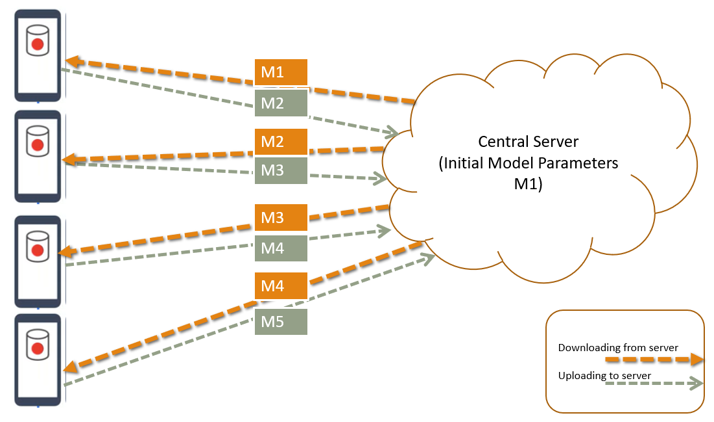 M1
M2
M2
M3
M3
M4
M4
M5
Central Server
(Initial Model Parameters
M1)
Downloading from server
Uploading to server